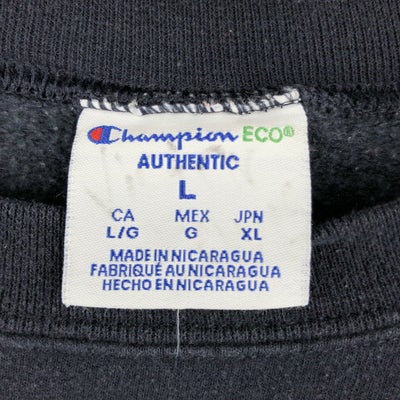 Champion ECO®
AUTHENTIC
L
CA MEX JPN
L/G G XL
MADE IN NICARAGUA
FABRIQUÉ AU NICARAGUA
HECHO EN NICARAGUA